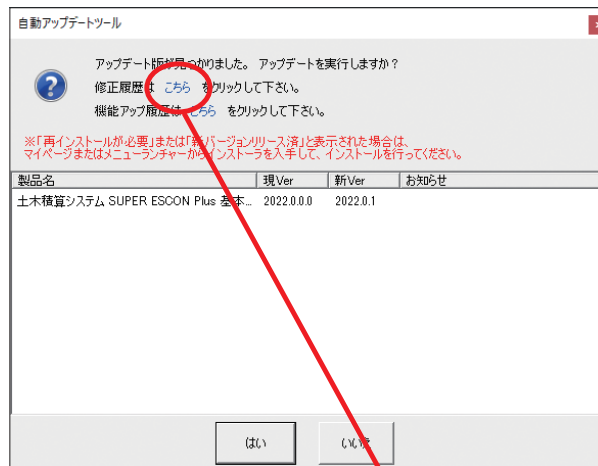 自動アップデートツール
アップデート版が見つかりました。 アップデートを実行しますか?
修正履歴は こちら をクリックして下さい。
機能アップ履歴は こちら をクリックして下さい。
※「再インストールが必要」または「新バージョンリリース済」と表示された場合は、
マイページまたはメニューランチャーからインストーラを入手して、インストールを行ってください。
製品名 現Ver 新Ver お知らせ
土木積算システム SUPER ESCON Plus 基本... 2022.0.0.0 2022.0.1
はい いいえ